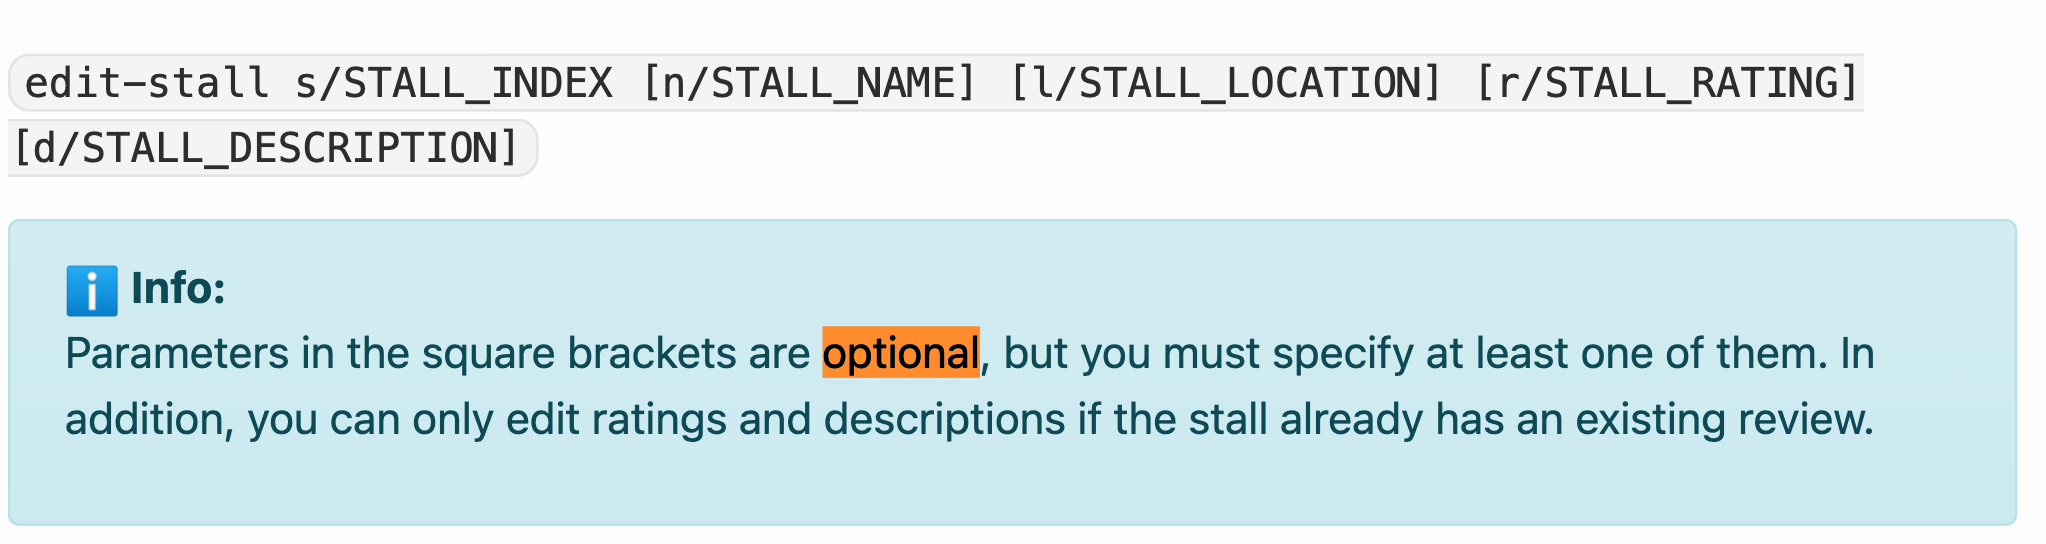 edit-stall s/STALL_INDEX [n/STALL_NAME] [l/STALL_LOCATION] [r/STALL_RATING]
[d/STALL_DESCRIPTION]
ℹ️ Info:
Parameters in the square brackets are optional, but you must specify at least one of them. In
addition, you can only edit ratings and descriptions if the stall already has an existing review.